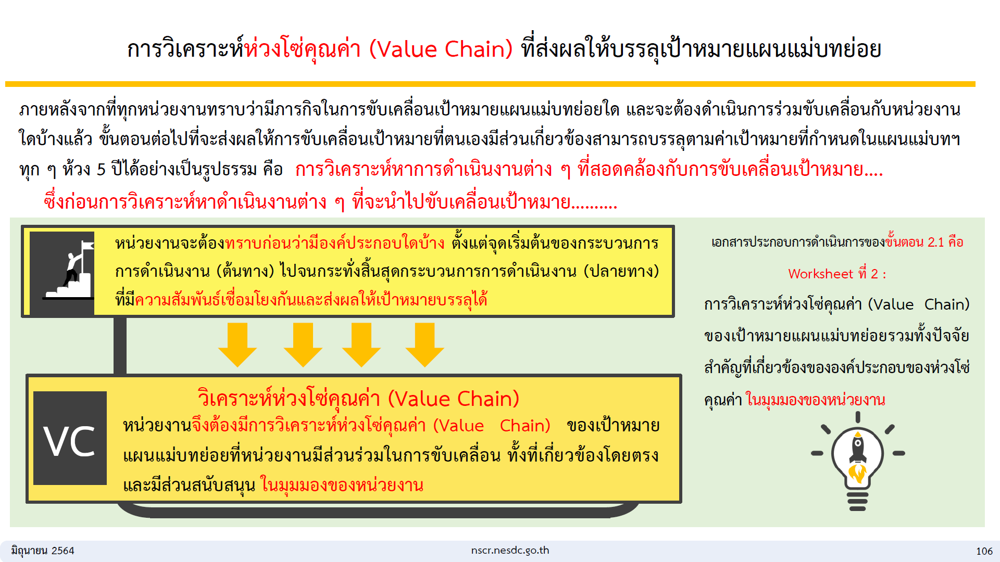 การวิเคราะห์ห่วงโซ่คุณค่า (Value Chain) ที่ส่งผลให้บรรลุเป้าหมายแผนแม่บทย่อย
ภายหลังจากที่ทุกหน่วยงานทราบว่ามีภารกิจในการขับเคลื่อนเป้าหมายแผนแม่บทย่อยใด และจะต้องดำเนินการร่วมขับเคลื่อนกับหน่วยงาน
ใดบ้างแล้ว ขั้นตอนต่อไปที่จะส่งผลให้การขับเคลื่อนเป้าหมายที่ตนเองมีส่วนเกี่ยวข้องสามารถบรรลุตามค่าเป้าหมายที่กำหนดในแผนแม่บทฯ
ทุก ๆ ห้วง 5 ปีได้อย่างเป็นรูปธรรม คือ การวิเคราะห์หาการดำเนินงานต่าง ๆ ที่สอดคล้องกับการขับเคลื่อนเป้าหมาย....
ซึ่งก่อนการวิเคราะห์หาดำเนินงานต่าง ๆ ที่จะนำไปขับเคลื่อนเป้าหมาย..........
หน่วยงานจะต้องทราบก่อนว่ามีองค์ประกอบใดบ้าง ตั้งแต่จุดเริ่มต้นของกระบวนการ
การดำเนินงาน (ต้นทาง) ไปจนกระทั่งสิ้นสุดกระบวนการการดำเนินงาน (ปลายทาง)
ที่มีความสัมพันธ์เชื่อมโยงกันและส่งผลให้เป้าหมายบรรลุได้
VC
วิเคราะห์ห่วงโซ่คุณค่า (Value Chain)
หน่วยงานจึงต้องมีการวิเคราะห์ห่วงโซ่คุณค่า (Value Chain) ของเป้าหมาย
แผนแม่บทย่อยที่หน่วยงานมีส่วนร่วมในการขับเคลื่อน ทั้งที่เกี่ยวข้องโดยตรง
และมีส่วนสนับสนุน ในมุมมองของหน่วยงาน
เอกสารประกอบการดำเนินการของขั้นตอน 2.1 คือ
Worksheet ที่ 2 :
การวิเคราะห์ห่วงโซ่คุณค่า (Value Chain)
ของเป้าหมายแผนแม่บทย่อยรวมทั้งปัจจัย
สำคัญที่เกี่ยวข้องขององค์ประกอบของห่วงโซ่
คุณค่า ในมุมมองของหน่วยงาน
มิถุนายน 2564
nscr.nesdc.go.th
106